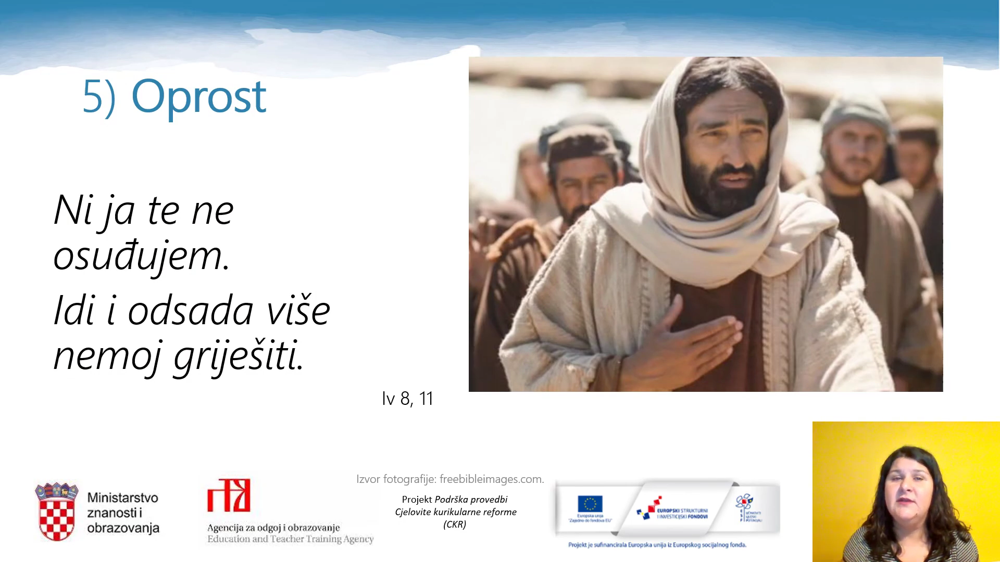 5) Oprost
Ni ja te ne
osuđujem.
Idi i odsada više
nemoj griješiti.
Iv 8, 11
Izvor fotografije: freebibleimages.com.
Ministarstvo
znanosti i
obrazovanja
Agencija za odgoj i obrazovanje
Education and Teacher Training Agency
Projekt Podrška provedbi
Cjelovite kurikularne reforme
(CKR)
Europska unija
"Zajedno do fondova EU"
EUROPSKI STRUKTURNI
I INVESTICIJSKI FONDOVI
Projekt je sufinancirala Europska unija iz Europskog socijalnog fonda.